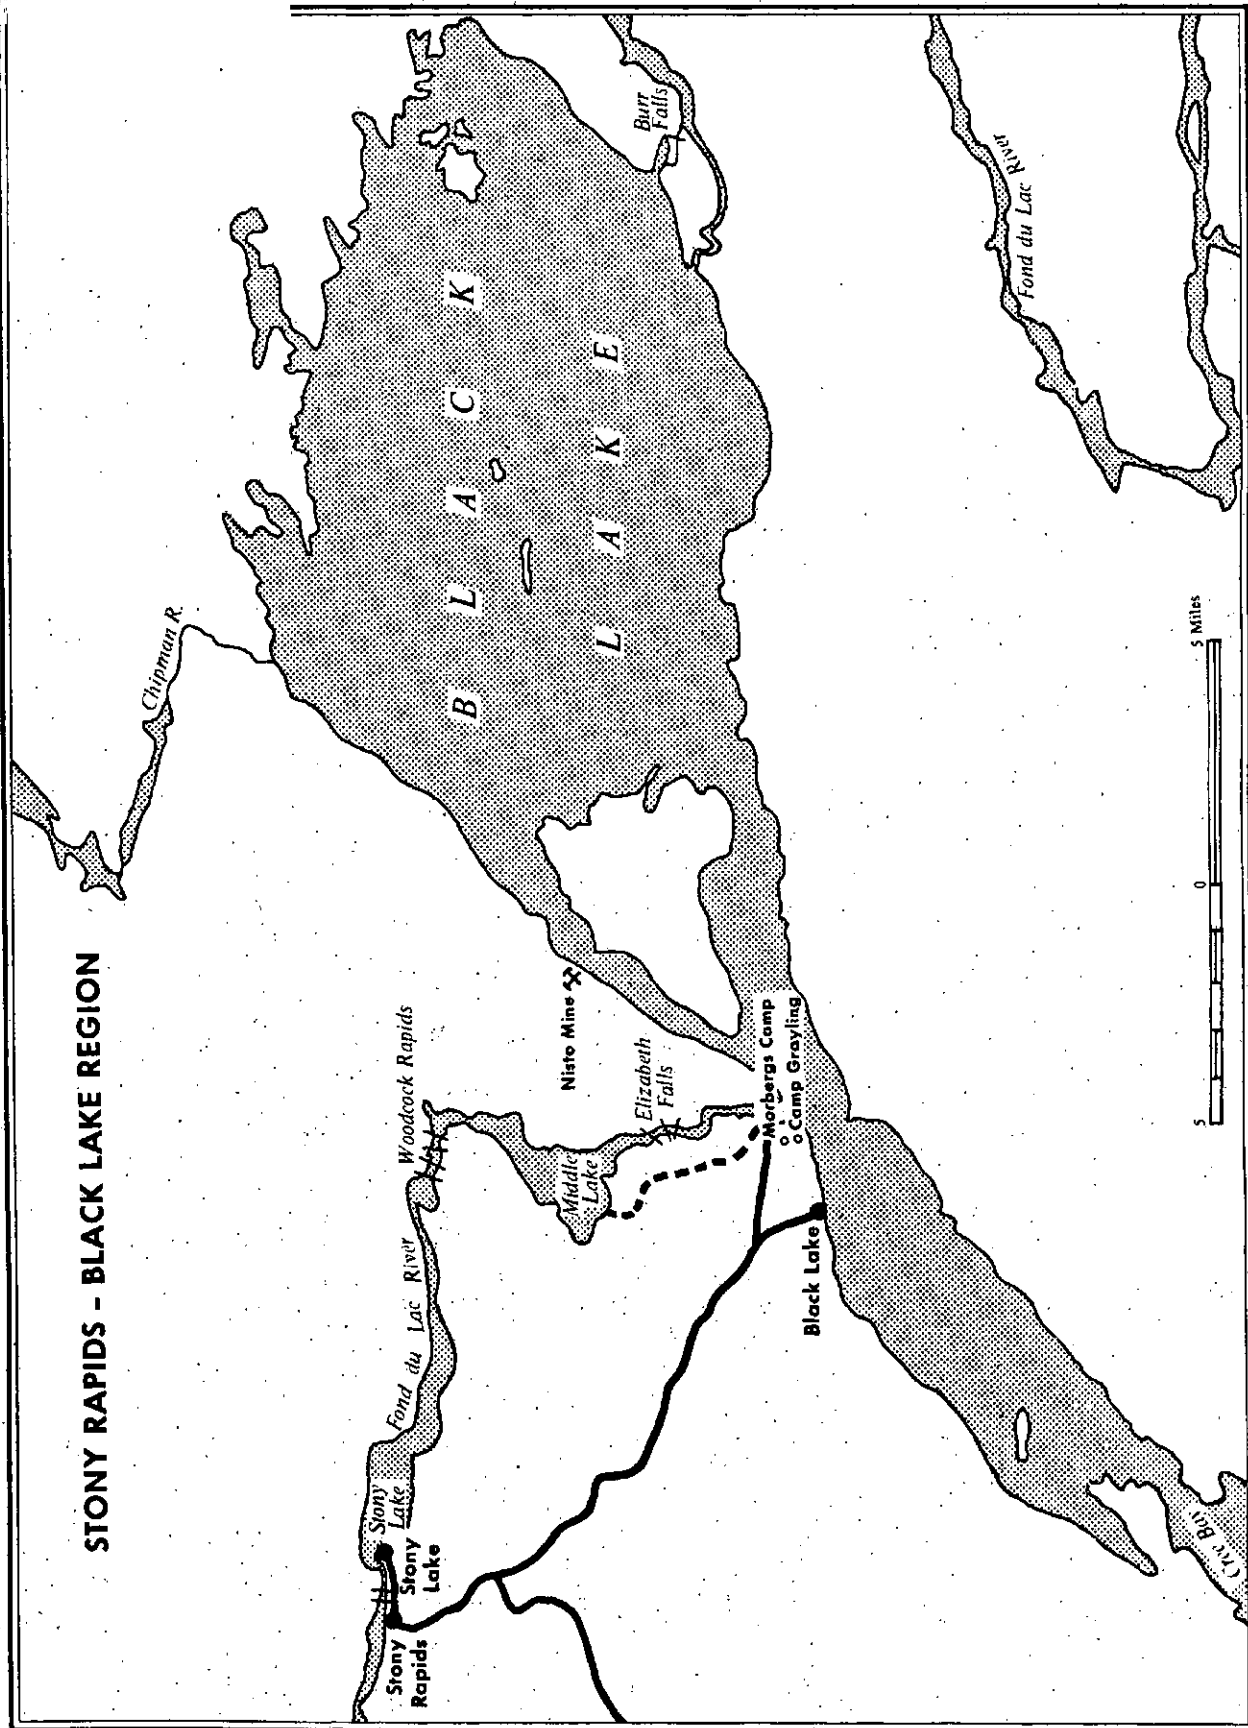 STONY RAPIDS – BLACK LAKE REGION
Chipman R.
Woodcock Rapids
Fond du Lac River
Stony
Lake
Stony
Lake
Stony
Rapids
BLACK
LAKE
Burr
Falls
Nisto Mine
Elizabeth
Falls
Middle
Lake
Morbergs Camp
Camp Grayling
Black Lake
Fond du Lac River
Cree Bay
5 0 5 Miles